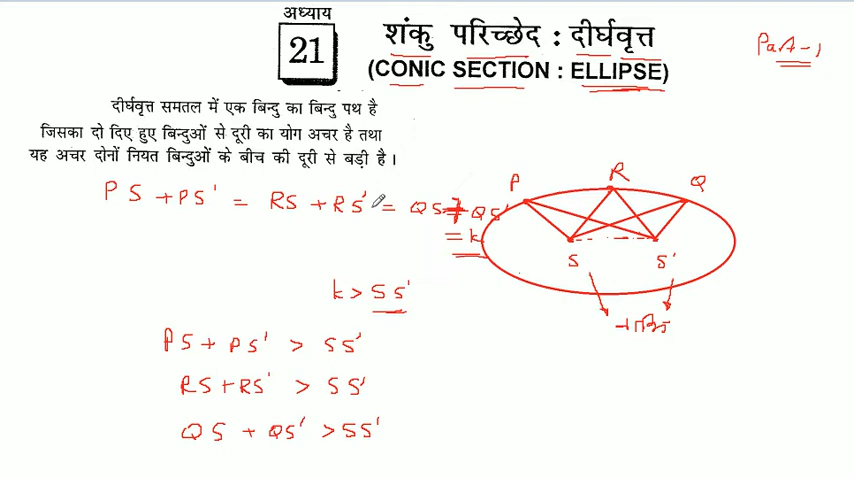 अध्याय
21
शंकु परिच्छेद : दीर्घवृत्त
(CONIC SECTION : ELLIPSE)
Part-1
दीर्घवृत्त समतल में एक बिन्दु का बिन्दु पथ है
जिसका दो दिए हुए बिन्दुओं से दूरी का योग अचर है तथा
यह अचर दोनों नियत बिन्दुओं के बीच की दूरी से बड़ी है।
PS + PS' = RS + RS' = QS + QS'
= k
P
R
Q
S
S'
k > SS'
नाभि
PS + PS' > SS'
RS + RS' > SS'
QS + QS' > SS'